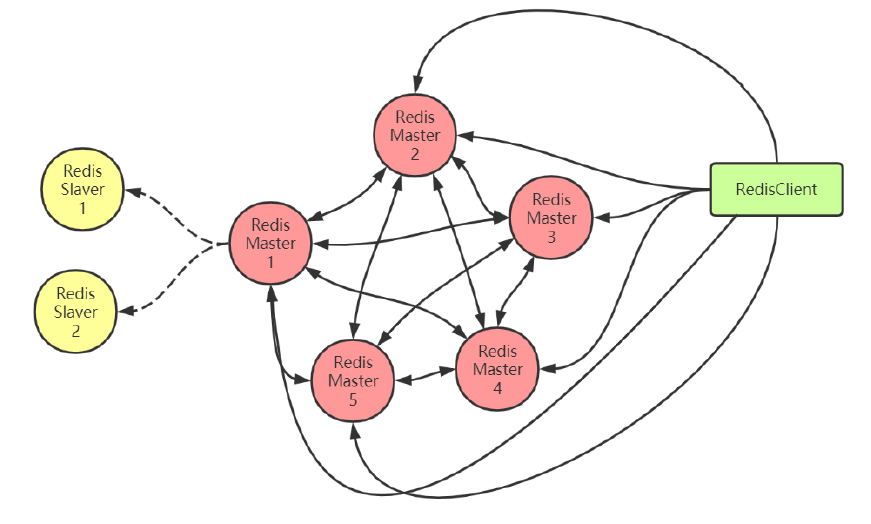 Redis
Master
2
Redis
Slaver
1
RedisClient
Redis
Master
3
Redis
Master
1
Redis
Slaver
2
Redis
Master
4
Redis
Master
5